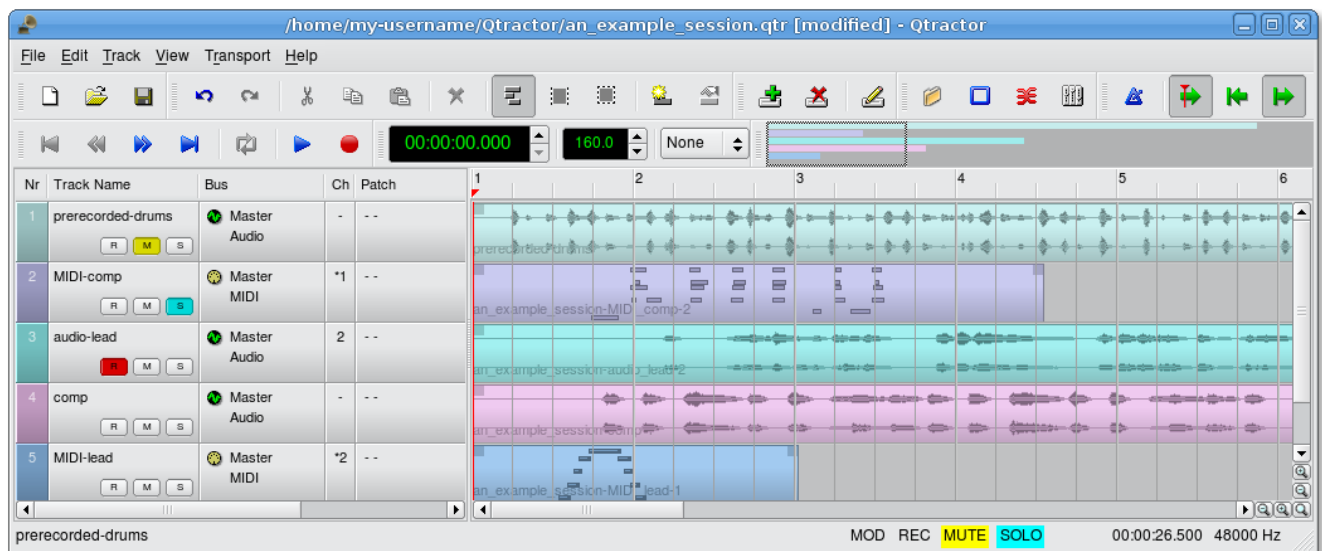 /home/my-username/Qtractor/an_example_session.qtr [modified] - Qtractor
File Edit Track View Transport Help
00:00:00.000 160.0 None
Nr Track Name Bus Ch Patch 1 2 3 4 5 6
1 prerecorded-drums Master Audio - - -
R M S
prerecorded-drums
2 MIDI-comp Master MIDI *1 - -
R M S
an_example_session-MIDI_comp-2
3 audio-lead Master Audio 2 - -
R M S
an_example_session-audio_lead-2
4 comp Master Audio - - -
R M S
an_example_session-comp
5 MIDI-lead Master MIDI *2 - -
R M S
an_example_session-MIDI_lead-1
prerecorded-drums MOD REC MUTE SOLO 00:00:26.500 48000 Hz